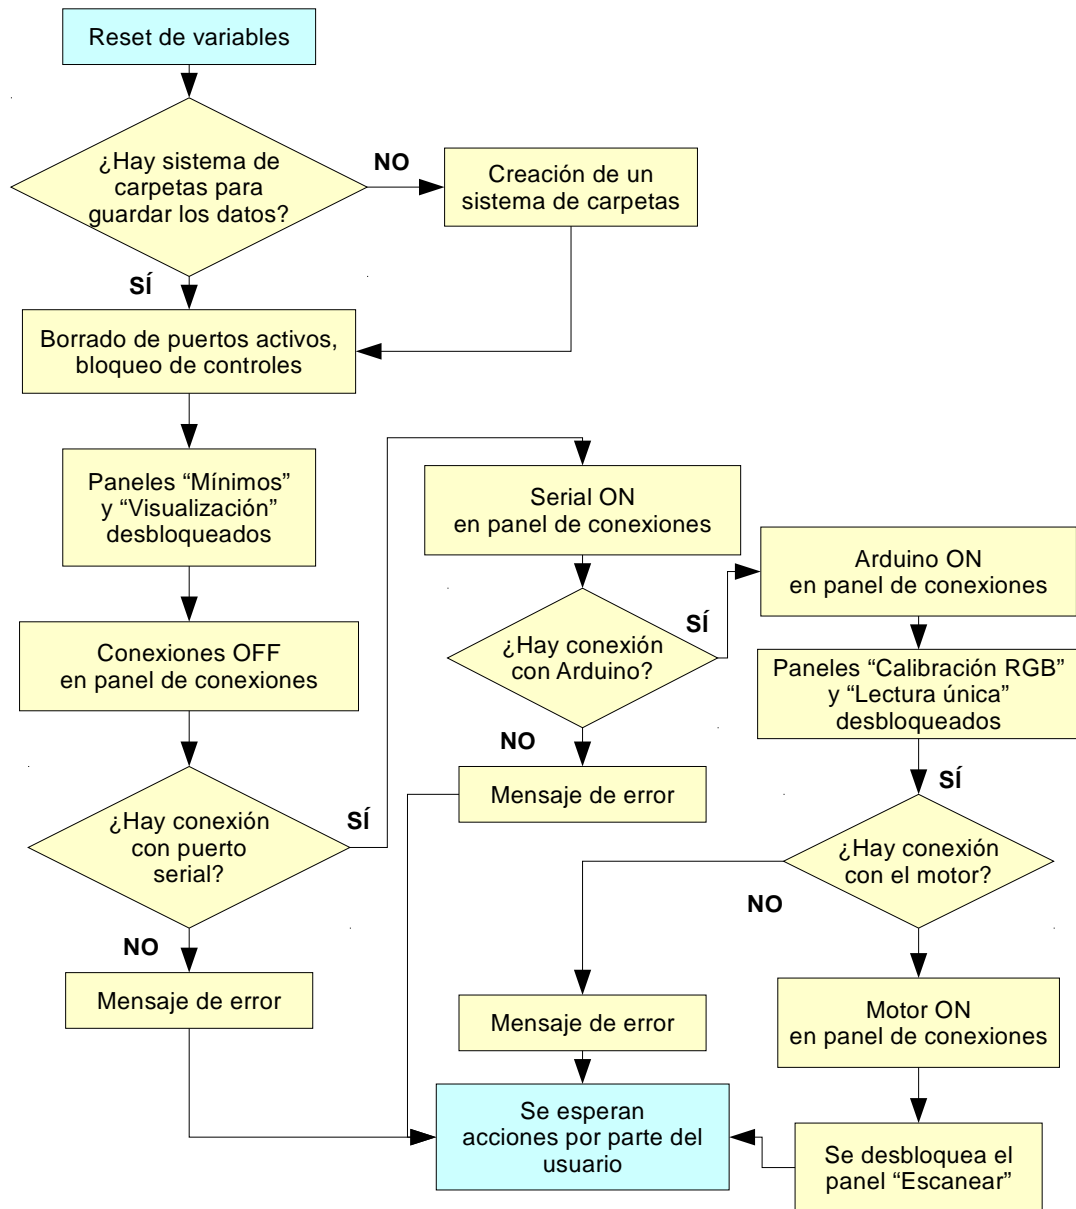 Reset de variables
¿Hay sistema de
carpetas para
guardar los datos?
NO
Creación de un
sistema de carpetas
SÍ
Borrado de puertos activos,
bloqueo de controles
Paneles “Mínimos”
y “Visualización”
desbloqueados
Conexiones OFF
en panel de conexiones
¿Hay conexión
con puerto
serial?
SÍ
NO
Mensaje de error
Serial ON
en panel de conexiones
¿Hay conexión
con Arduino?
SÍ
NO
Mensaje de error
Arduino ON
en panel de conexiones
Paneles “Calibración RGB”
y “Lectura única”
desbloqueados
SÍ
¿Hay conexión
con el motor?
NO
Mensaje de error
Motor ON
en panel de conexiones
Se desbloquea el
panel “Escanear”
Se esperan
acciones por parte del
usuario